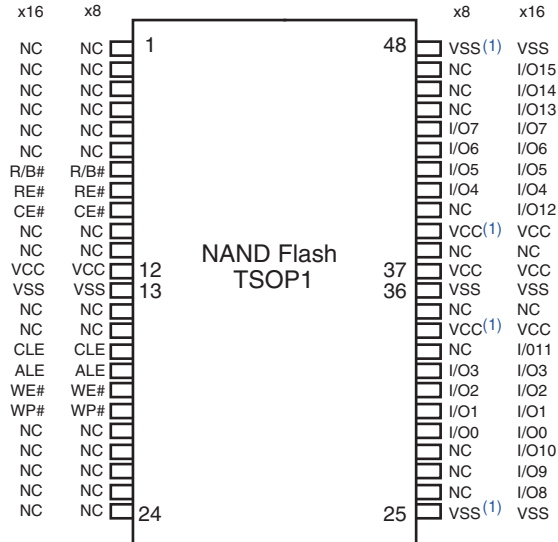 x16 x8 x8 x16
NC NC 1 48 VSS(1) VSS
NC NC NC I/O15
NC NC NC I/O14
NC NC NC I/O13
NC NC I/O7 I/O7
NC NC I/O6 I/O6
R/B# R/B# I/O5 I/O5
RE# RE# I/O4 I/O4
CE# CE# NC I/O12
NC NC VCC(1) VCC
NC NC NAND Flash NC NC
VCC VCC 12 TSOP1 37 VCC VCC
VSS VSS 13 36 VSS VSS
NC NC NC NC
NC NC VCC(1) VCC
CLE CLE NC I/011
ALE ALE I/O3 I/O3
WE# WE# I/O2 I/O2
WP# WP# I/O1 I/O1
NC NC I/O0 I/O0
NC NC NC I/O10
NC NC NC I/O9
NC NC NC I/O8
NC NC 24 25 VSS(1) VSS